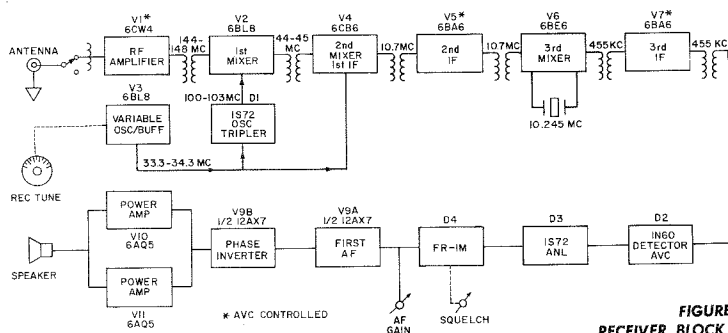 V1*
6CW4
V2
6BL8
V4
6CB6
V5*
6BA6
V6
6BE6
V7*
6BA6
ANTENNA
RF
AMPLIFIER
144-
148 MC
1st
MIXER
44-45
MC
2nd
MIXER
1st IF
10.7MC
2nd
IF
10.7MC
3rd
MIXER
455KC
3rd
IF
455 KC
V3
6BL8
VARIABLE
OSC/BUFF
100-103MC
D1
1S72
OSC
TRIPLER
10.245 MC
33.3-34.3 MC
REC TUNE
POWER
AMP
V10
6AQ5
V9B
1/2 12AX7
PHASE
INVERTER
V9A
1/2 12AX7
FIRST
AF
D4
FR-1M
D3
1S72
ANL
D2
IN60
DETECTOR
AVC
SPEAKER
POWER
AMP
V11
6AQ5
* AVC CONTROLLED
AF
GAIN
SQUELCH
FIGURE
RECEIVER BLOCK